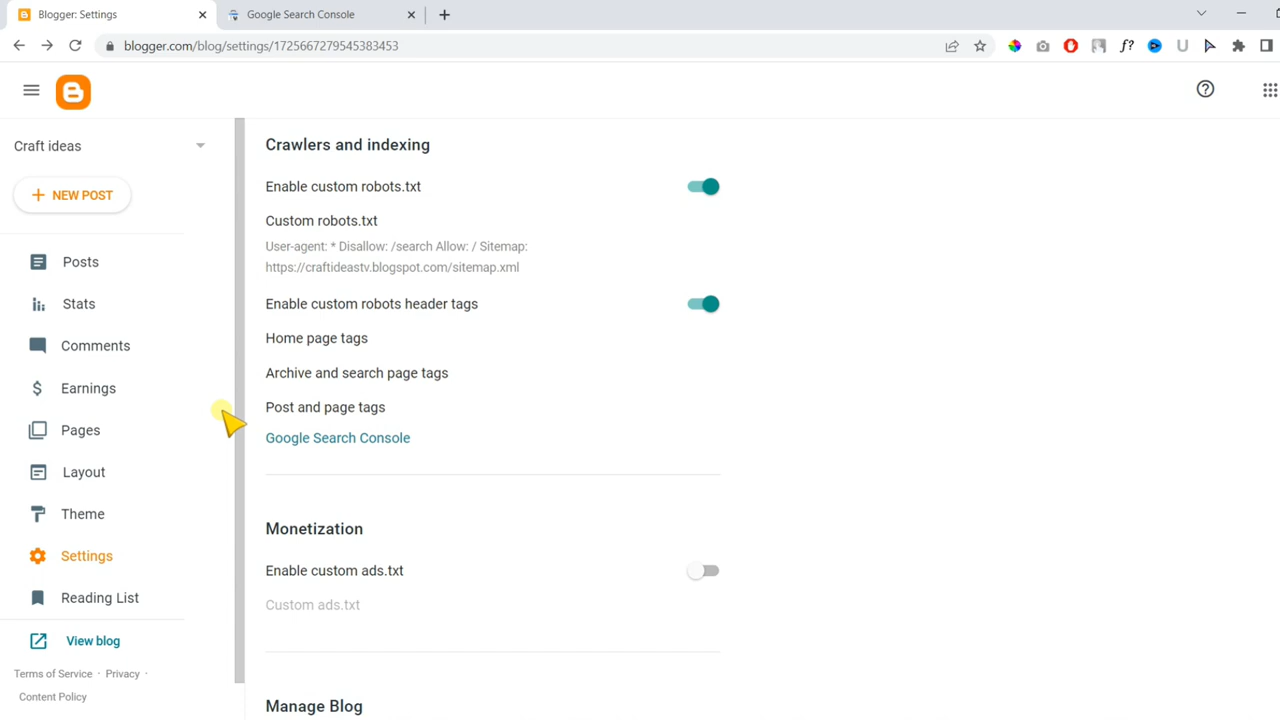 Blogger: Settings
Google Search Console
blogger.com/blog/settings/1725667279545383453
Craft ideas
NEW POST
Posts
Stats
Comments
Earnings
Pages
Layout
Theme
Settings
Reading List
View blog
Terms of Service · Privacy ·
Content Policy
Crawlers and indexing
Enable custom robots.txt
Custom robots.txt
User-agent: * Disallow: /search Allow: / Sitemap:
https://craftideastv.blogspot.com/sitemap.xml
Enable custom robots header tags
Home page tags
Archive and search page tags
Post and page tags
Google Search Console
Monetization
Enable custom ads.txt
Custom ads.txt
Manage Blog